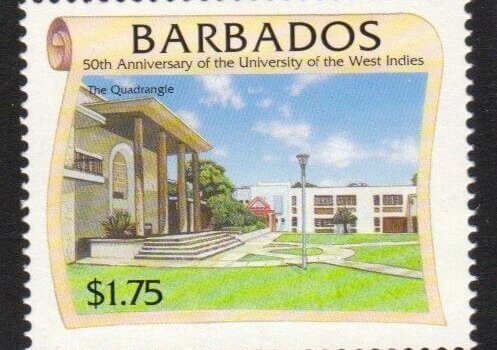 BARBADOS
50th Anniversary of the University of the West Indies
The Quadrangle
$1.75